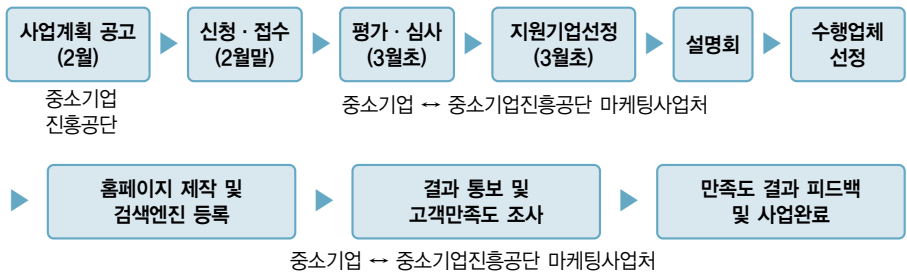 사업계획 공고
(2월)
신청 · 접수
(2월말)
평가 · 심사
(3월초)
지원기업선정
(3월초)
설명회
수행업체
선정
중소기업
진홍공단
중소기업 ↔ 중소기업진흥공단 마케팅사업처
홈페이지 제작 및
검색엔진 등록
결과 통보 및
고객만족도 조사
만족도 결과 피드백
및 사업완료
중소기업 ↔ 중소기업진흥공단 마케팅사업처